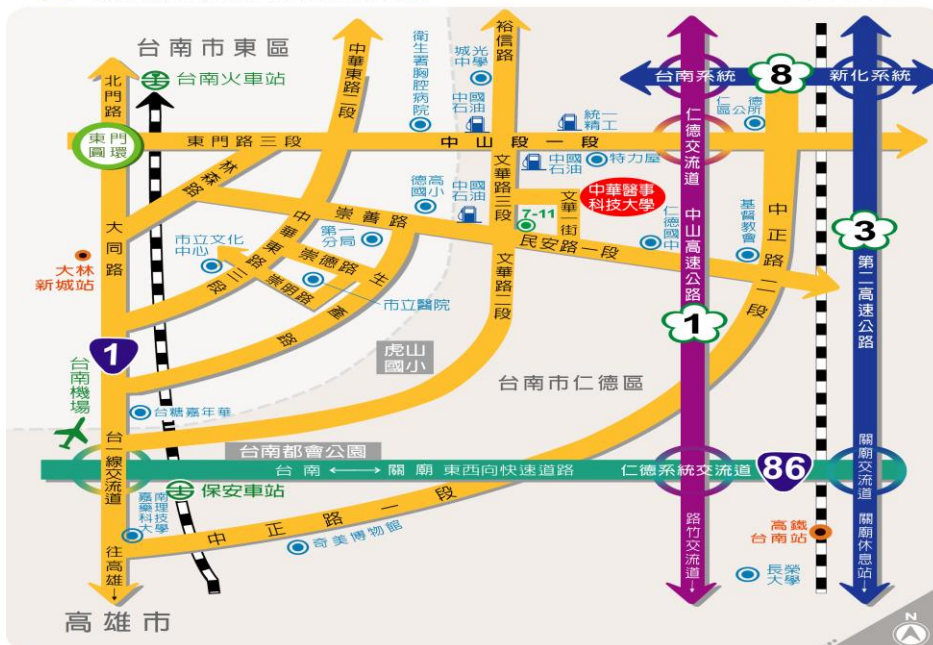 台南市東區
台南火車站
北門路
中華東路二段
衛生署胸腔病院
城光中學
中國石油
裕信路
台南系統
8
新化系統
仁德區公所
統一精工
仁德交流道
東門圓環
東門路三段
中山段一段
中國石油
特力屋
林森路
德高國小
中國石油
文華路三段
7-11
文華一街
中華醫事科技大學
大同路
崇善路
民安路一段
仁德國中
基督教會
中正路二段
中山高速公路
3
第二高速公路
市立文化中心
第一分局
中華東路三段
崇德路
崇明路
生產路
市立醫院
文華路二段
大林新城站
1
1
虎山國小
台南市仁德區
台南機場
台糖嘉年華
台南都會公園
台南 ←→ 關廟 東西向快速道路
仁德系統交流道
86
台一線交流道
保安車站
關廟交流道
嘉南藥理科技大學
中正路一段
奇美博物館
路竹交流道↓
高鐵台南站
長榮大學
關廟休息站↓
往高雄↓
高雄市
N